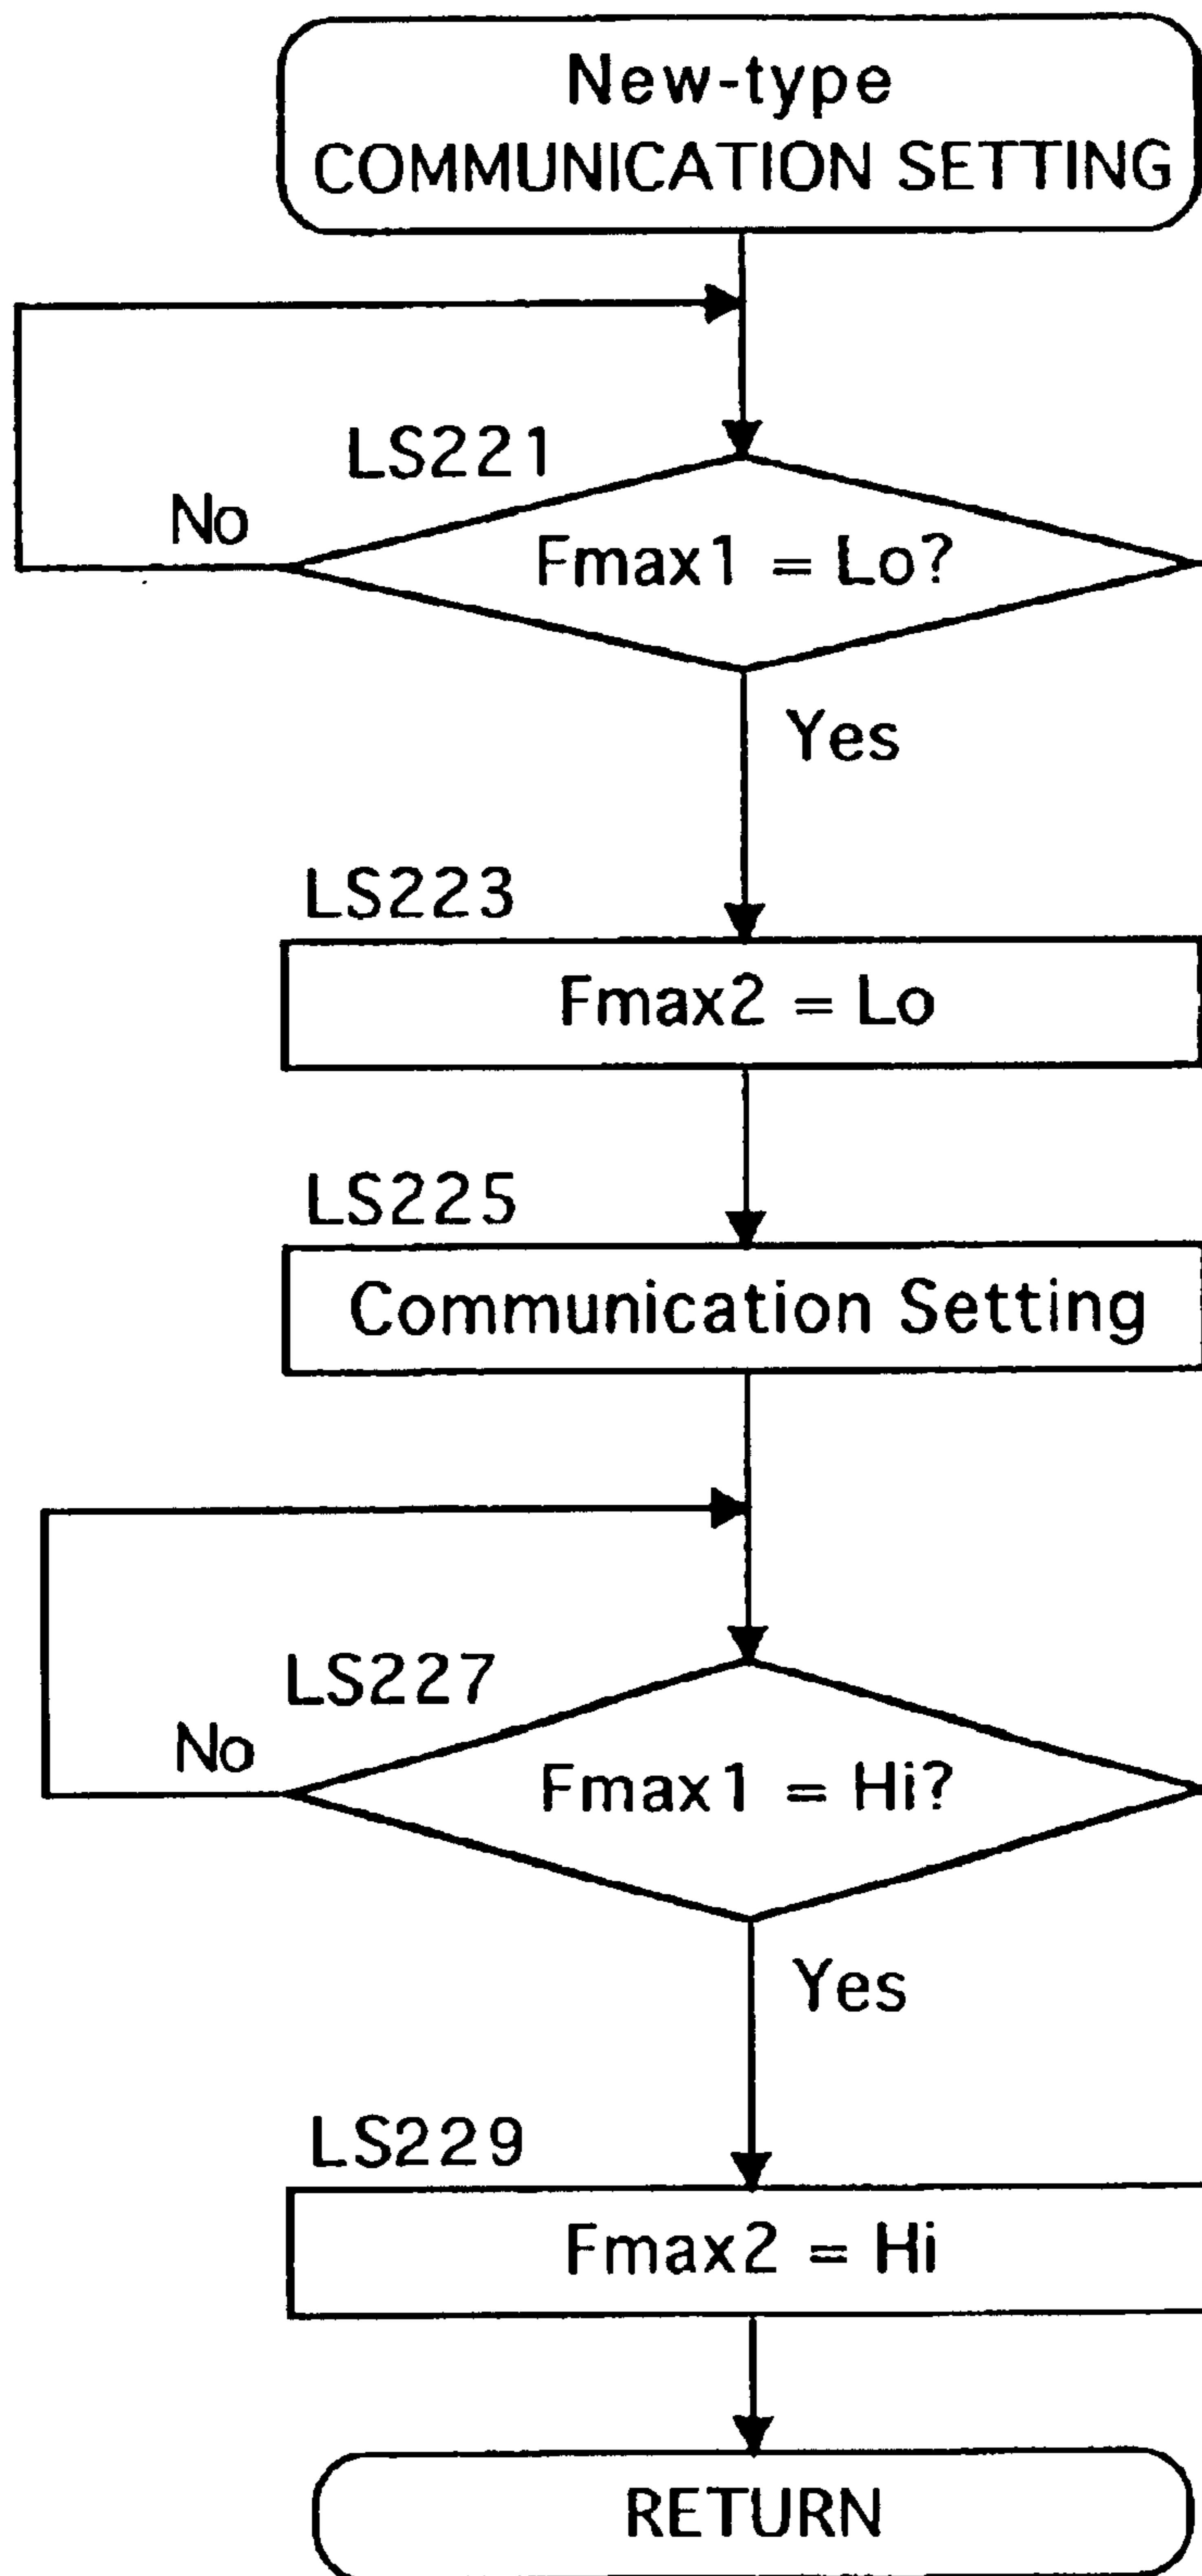 New-type
COMMUNICATION SETTING
LS221
No
Fmax1 = Lo?
Yes
LS223
Fmax2 = Lo
LS225
Communication Setting
LS227
No
Fmax1 = Hi?
Yes
LS229
Fmax2 = Hi
RETURN